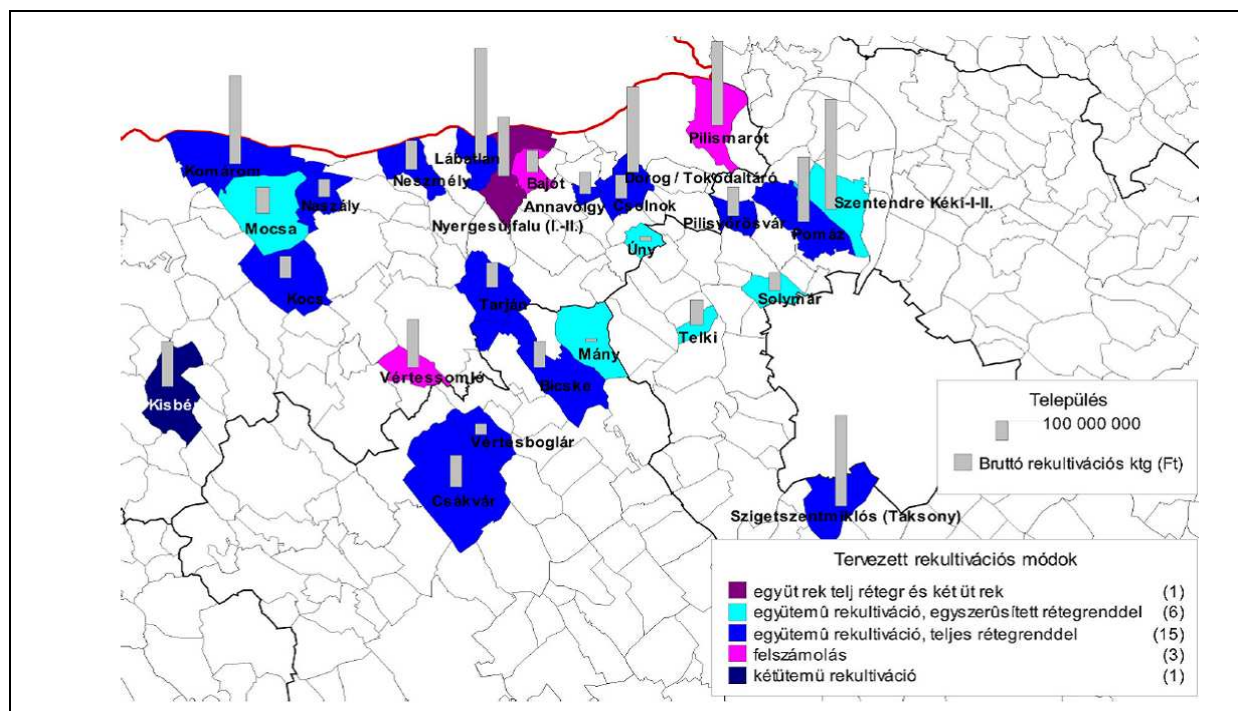 Pilismarót
Komárom
Lábatlan
Neszmély
Bajót
Dorog / Tokodaltáró
Naszály
Annavölgy
Csolnok
Szentendre Kéki-I-II.
Mocsa
Nyergesújfalu (I.-II.)
Pilisvörösvár
Pomáz
Úny
Kocs
Tarján
Solymár
Telki
Mány
Vértessomló
Bicske
Kisbé
Vértesboglár
Csákvár
Szigetszentmiklós (Taksony)
Település
100 000 000
Bruttó rekultivációs ktg (Ft)
Tervezett rekultivációs módok
együt rek telj rétegr és két üt rek (1)
együtemű rekultiváció, egyszerűsített rétegrenddel (6)
együtemű rekultiváció, teljes rétegrenddel (15)
felszámolás (3)
kétütemü rekultiváció (1)